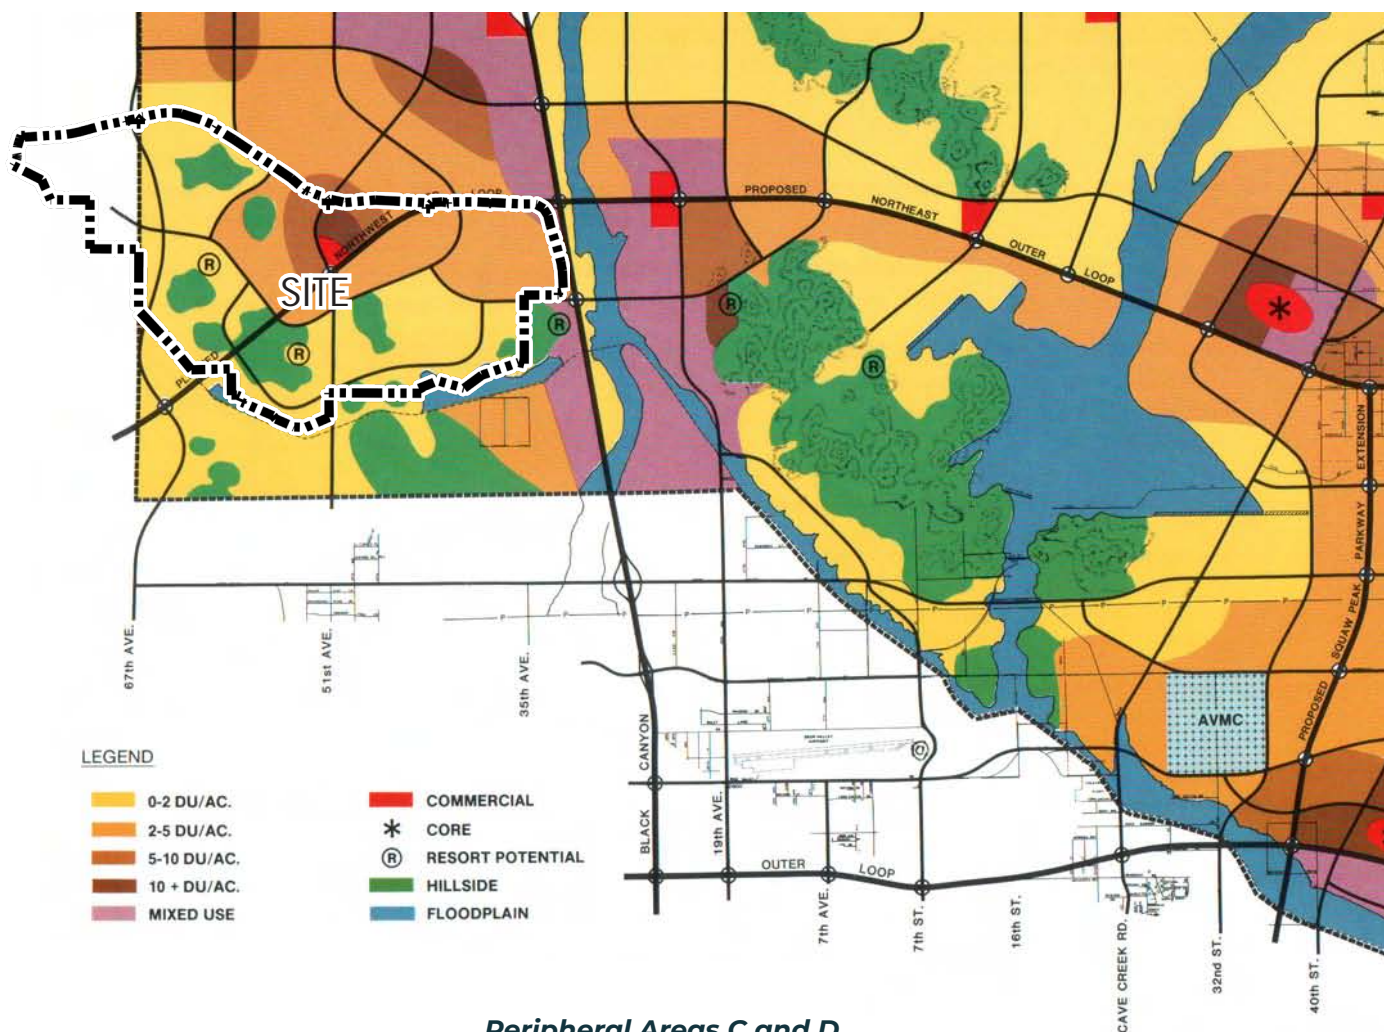 PROPOSED
NORTHEAST
OUTER
LOOP
LOOP
NORTHWEST
R
SITE
R
R
R
R
EXTENSION
PARKWAY
SQUAW PEAK
PROPOSED
P
P
P
P
P
P
P
67th AVE.
51st AVE.
35th AVE.
AVMC
BLACK CANYON
19th AVE.
OUTER LOOP
7th AVE.
7th ST.
16th ST.
CAVE CREEK RD.
32nd ST.
40th ST.
LEGEND
0-2 DU/AC.
2-5 DU/AC.
5-10 DU/AC.
10 + DU/AC.
MIXED USE
COMMERCIAL
CORE
R RESORT POTENTIAL
HILLSIDE
FLOODPLAIN
Peripheral Areas C and D